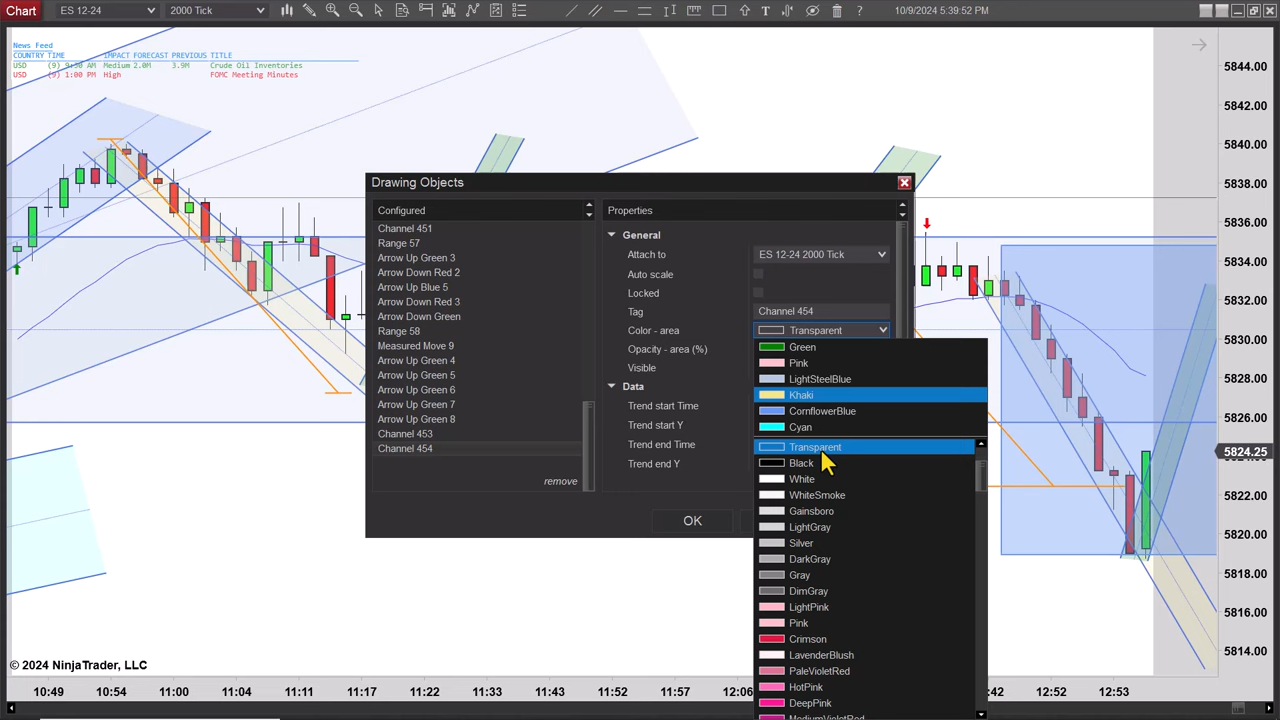 Chart ES 12-24 2000 Tick 10/9/2024 5:39:52 PM
News Feed
COUNTRY TIME IMPACT FORECAST PREVIOUS TITLE
USD (9) 9:30 AM Medium 2.0M 3.9M Crude Oil Inventories
USD (9) 1:00 PM High FOMC Meeting Minutes
5844.00
5842.00
5840.00
5838.00
5836.00
5834.00
5832.00
5830.00
5828.00
5826.00
5824.25
5822.00
5820.00
5818.00
5816.00
5814.00
Drawing Objects
Configured
Channel 451
Range 57
Arrow Up Green 3
Arrow Down Red 2
Arrow Up Blue 5
Arrow Down Red 3
Arrow Down Green
Range 58
Measured Move 9
Arrow Up Green 4
Arrow Up Green 5
Arrow Up Green 6
Arrow Up Green 7
Arrow Up Green 8
Channel 453
Channel 454
remove
Properties
General
Attach to ES 12-24 2000 Tick
Auto scale
Locked
Tag Channel 454
Color - area Transparent
Opacity - area (%)
Visible
Data
Trend start Time
Trend start Y
Trend end Time
Trend end Y
OK
Green
Pink
LightSteelBlue
Khaki
CornflowerBlue
Cyan
Transparent
Black
White
WhiteSmoke
Gainsboro
LightGray
Silver
DarkGray
Gray
DimGray
LightPink
Pink
Crimson
LavenderBlush
PaleVioletRed
HotPink
DeepPink
MediumVioletRed
© 2024 NinjaTrader, LLC
10:49 10:54 11:00 11:04 11:11 11:17 11:22 11:33 11:43 11:57 12:06 :42 12:52 12:53